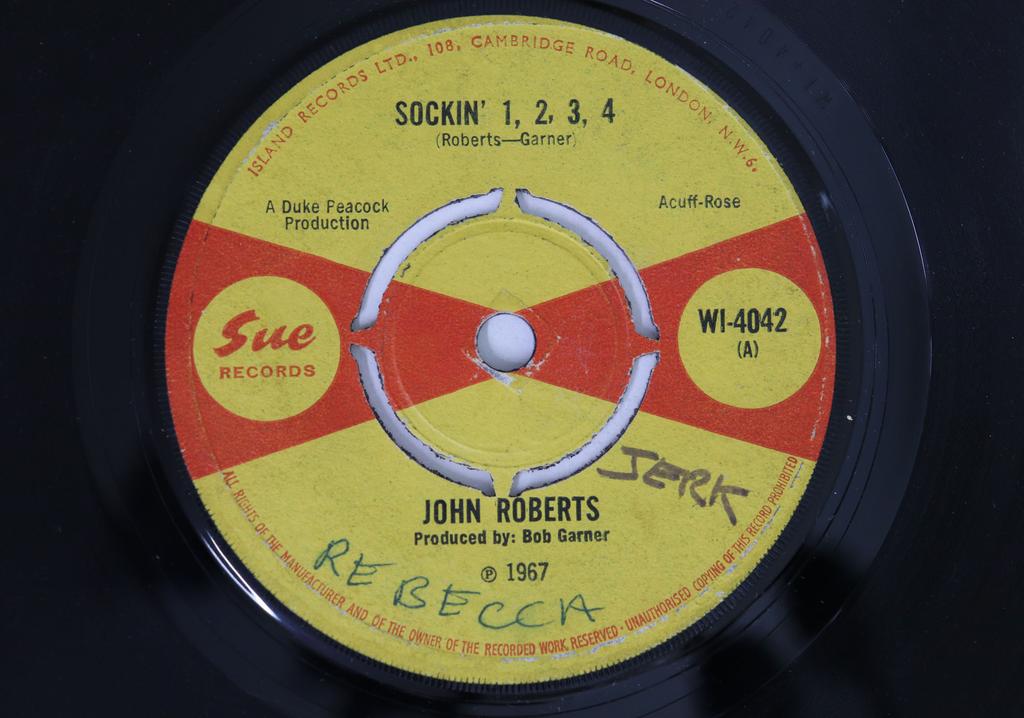 ISLAND RECORDS LTD., 108, CAMBRIDGE ROAD, LONDON, N.W.6.
SOCKIN' 1, 2, 3, 4
(Roberts—Garner)
A Duke Peacock
Production
Acuff-Rose
Sue
RECORDS
WI-4042
(A)
JERK
JOHN ROBERTS
Produced by: Bob Garner
℗ 1967
REBECCA
ALL RIGHTS OF THE MANUFACTURER AND OF THE OWNER OF THE RECORDED WORK RESERVED · UNAUTHORISED COPYING OF THIS RECORD PROHIBITED